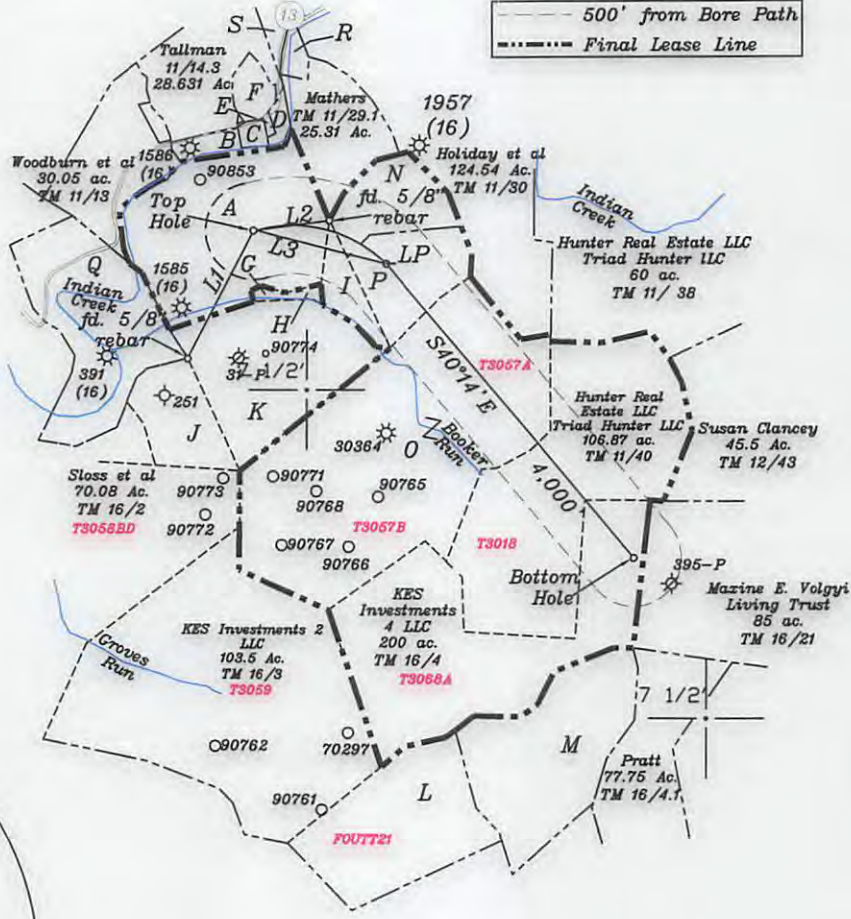 500' from Bore Path
Final Lease Line
13
S
R
Tallman
11/14.3
28.631 Ac.
F
E
D
B
C
Mathers
TM 11/29.1
25.31 Ac.
1957
(16)
Woodburn et al
30.05 ac.
TM 11/13
1586
(16)
90853
Holiday et al
124.54 Ac.
TM 11/30
N
fd. 5/8"
rebar
Indian
Creek
Top
Hole
A
L2
L3
LP
P
Hunter Real Estate LLC
Triad Hunter LLC
60 ac.
TM 11/ 38
Q
L1
G
I
1585
(16)
Indian
Creek
fd. 5/8"
rebar
H
S40°14' E
T3057A
391
(16)
90774
37-P
7 1/2'
251
K
J
Hunter Real
Estate LLC
Triad Hunter LLC
106.87 ac.
TM 11/40
Susan Clancey
45.5 Ac.
TM 12/43
30364
O
Booker
Run
4,000'
Sloss et al
70.08 Ac.
TM 16/2
T3058BD
90773
90771
90768
90765
90772
T3057B
T3018
90767
90766
Bottom
Hole
395-P
Maxine E. Volgyi
Living Trust
85 ac.
TM 16/21
KES Investments 2
LLC
103.5 Ac.
TM 16/3
T3059
KES
Investments
4 LLC
200 ac.
TM 16/4
T3068A
Groves
Run
7 1/2'
90762
70297
M
Pratt
77.75 Ac.
TM 16/4.1
90761
L
FOUTT21